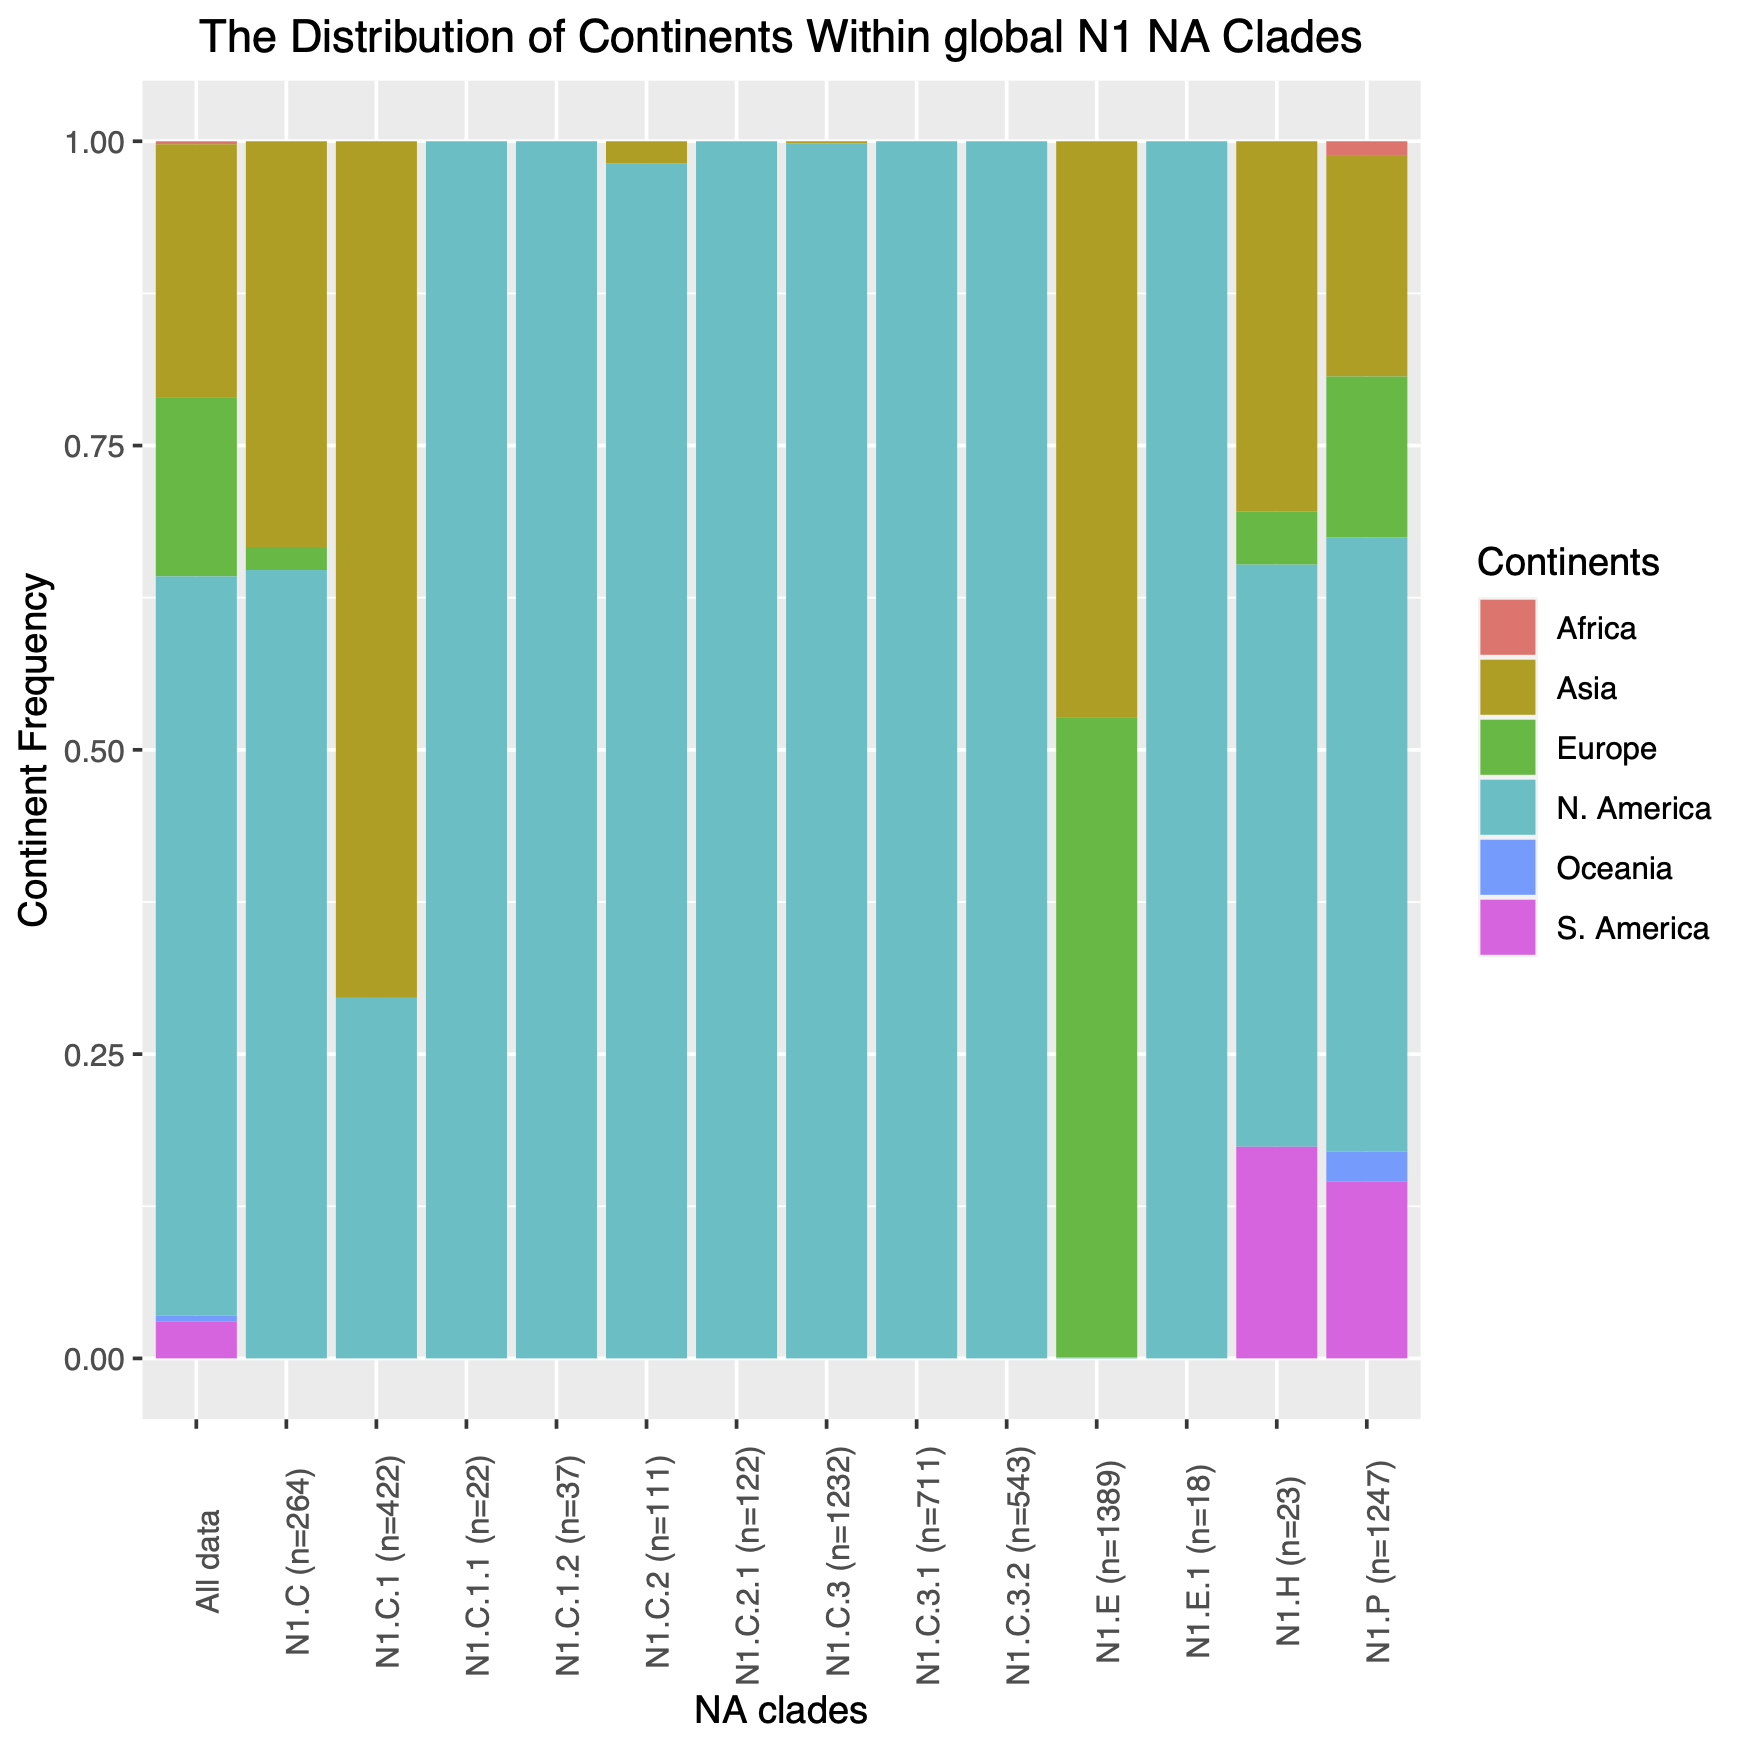 The Distribution of Continents Within global N1 NA Clades
Continent Frequency
1.00
0.75
0.50
0.25
0.00
All data
N1.C (n=264)
N1.C.1 (n=422)
N1.C.1.1 (n=22)
N1.C.1.2 (n=37)
N1.C.2 (n=111)
N1.C.2.1 (n=122)
N1.C.3 (n=1232)
N1.C.3.1 (n=711)
N1.C.3.2 (n=543)
N1.E (n=1389)
N1.E.1 (n=18)
N1.H (n=23)
N1.P (n=1247)
NA clades
Continents
Africa
Asia
Europe
N. America
Oceania
S. America